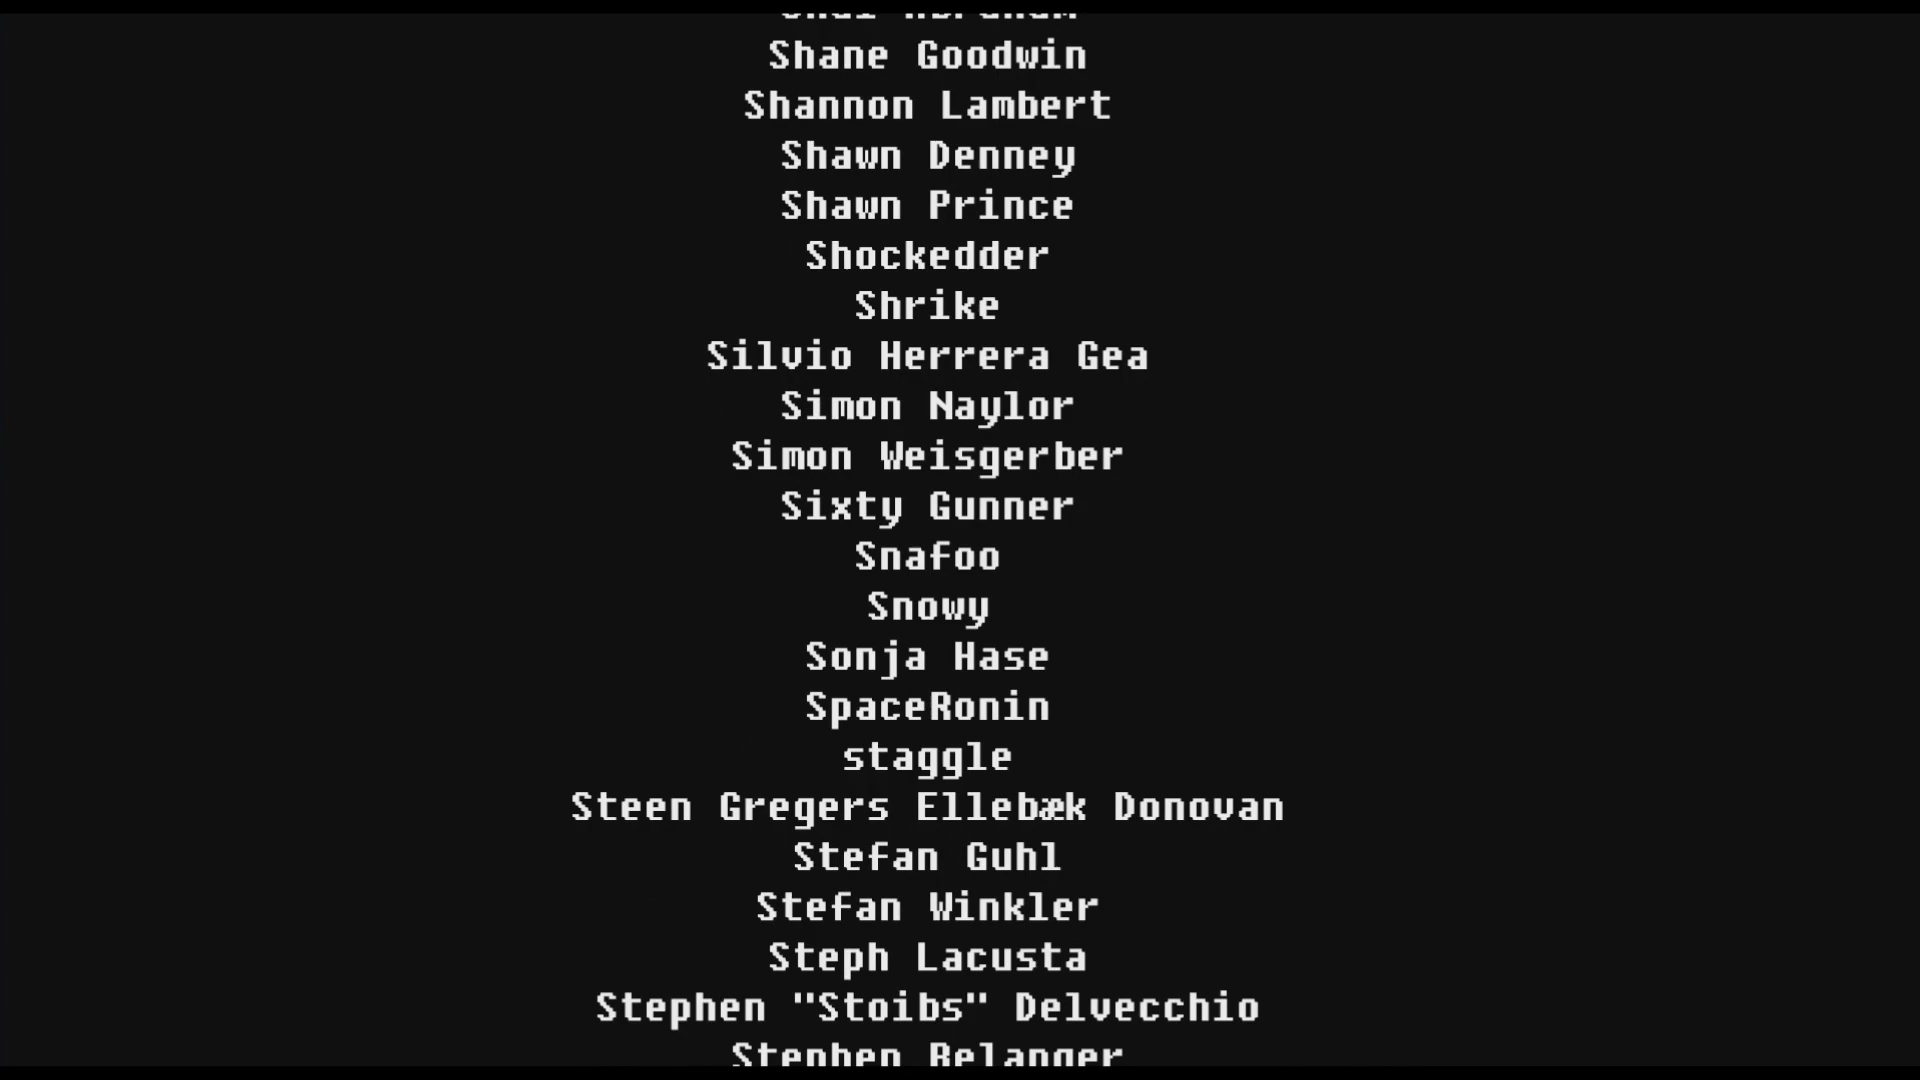 Shane Goodwin
Shannon Lambert
Shawn Denney
Shawn Prince
Shockedder
Shrike
Silvio Herrera Gea
Simon Naylor
Simon Weisgerber
Sixty Gunner
Snafoo
Snowy
Sonja Hase
SpaceRonin
staggle
Steen Gregers Ellebæk Donovan
Stefan Guhl
Stefan Winkler
Steph Lacusta
Stephen "Stoibs" Delvecchio
Stephen Belanger